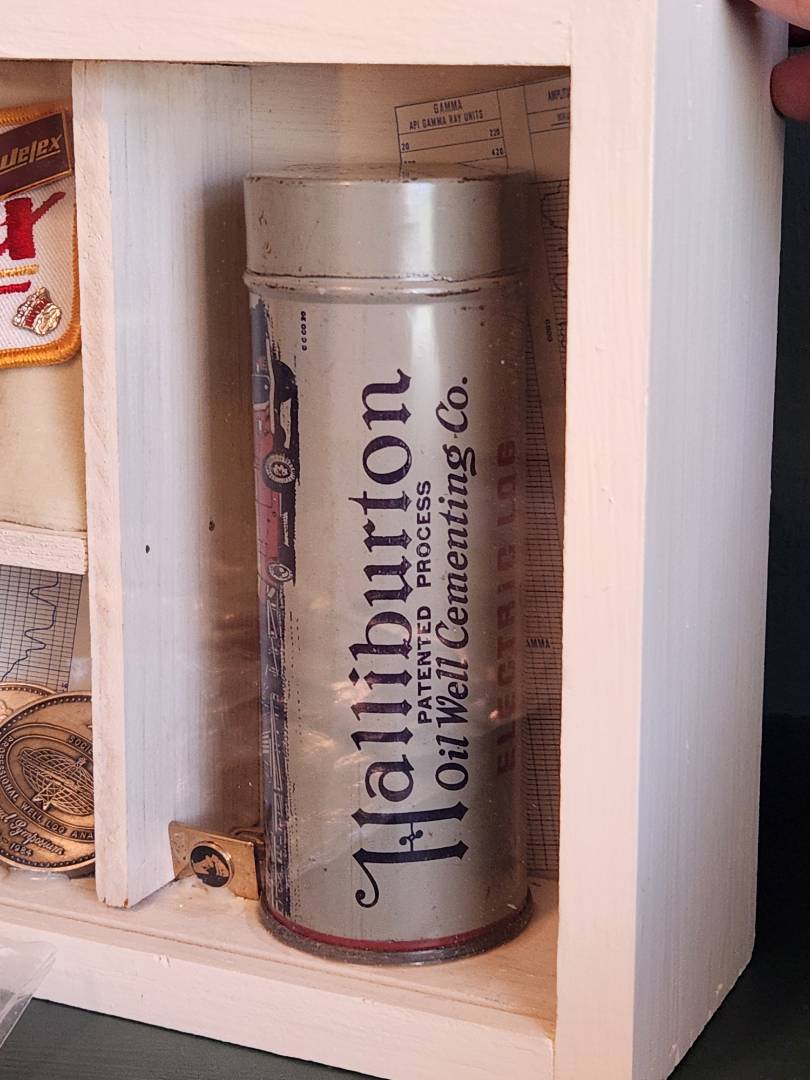 GAMMA
API GAMMA RAY UNITS
20 220
420
Halliburton
PATENTED PROCESS
Oil Well Cementing Co.
ELECTRIC LOG